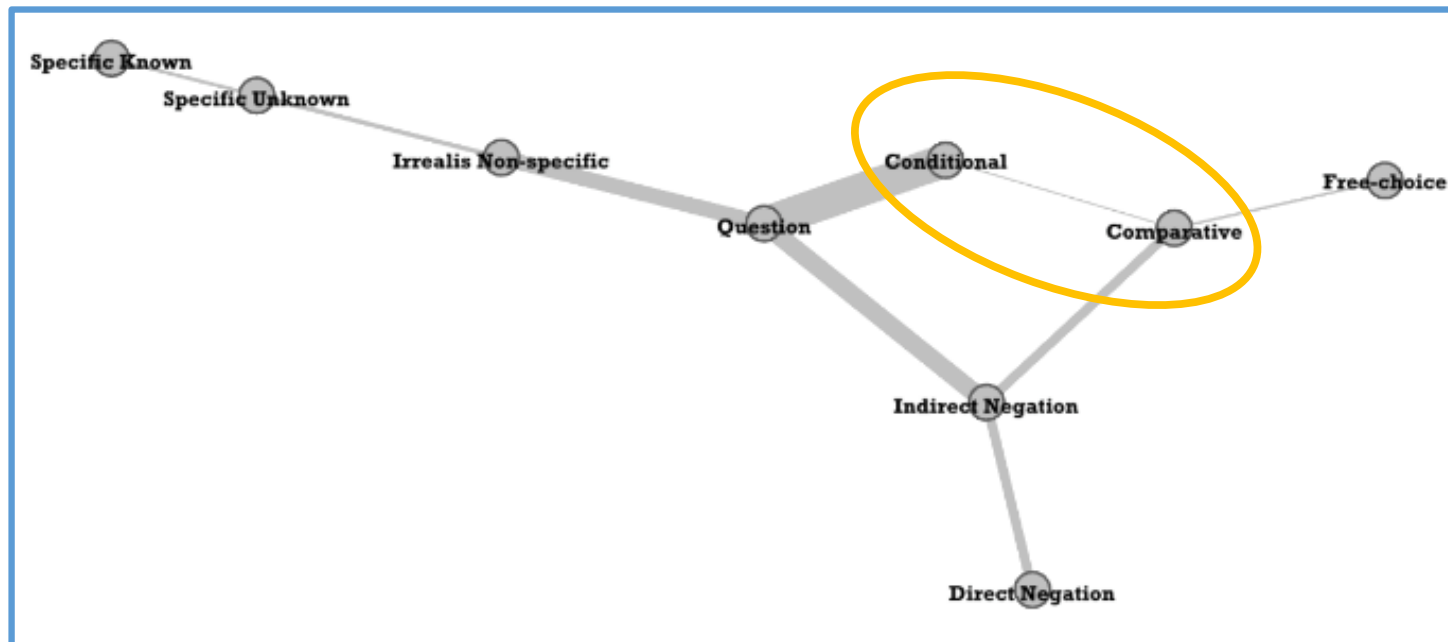 Specific Known
Specific Unknown
Irrealis Non-specific
Conditional
Free-choice
Question
Comparative
Indirect Negation
Direct Negation